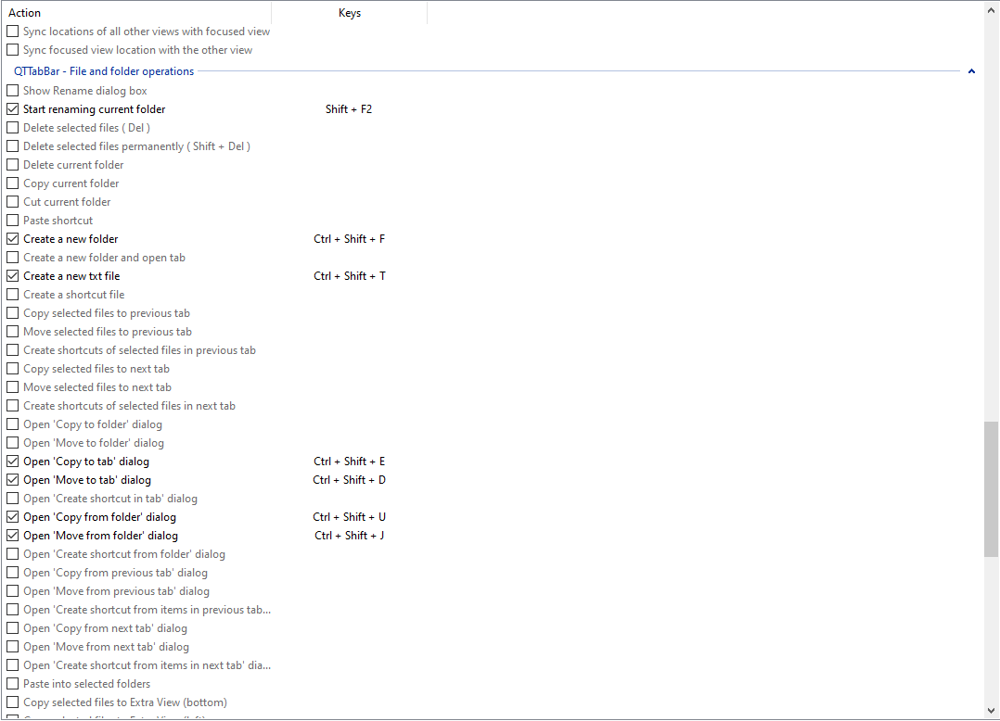 Action Keys
Sync locations of all other views with focused view
Sync focused view location with the other view
QTTabBar - File and folder operations
Show Rename dialog box
Start renaming current folder Shift + F2
Delete selected files ( Del )
Delete selected files permanently ( Shift + Del )
Delete current folder
Copy current folder
Cut current folder
Paste shortcut
Create a new folder Ctrl + Shift + F
Create a new folder and open tab
Create a new txt file Ctrl + Shift + T
Create a shortcut file
Copy selected files to previous tab
Move selected files to previous tab
Create shortcuts of selected files in previous tab
Copy selected files to next tab
Move selected files to next tab
Create shortcuts of selected files in next tab
Open 'Copy to folder' dialog
Open 'Move to folder' dialog
Open 'Copy to tab' dialog Ctrl + Shift + E
Open 'Move to tab' dialog Ctrl + Shift + D
Open 'Create shortcut in tab' dialog
Open 'Copy from folder' dialog Ctrl + Shift + U
Open 'Move from folder' dialog Ctrl + Shift + J
Open 'Create shortcut from folder' dialog
Open 'Copy from previous tab' dialog
Open 'Move from previous tab' dialog
Open 'Create shortcut from items in previous tab...
Open 'Copy from next tab' dialog
Open 'Move from next tab' dialog
Open 'Create shortcut from items in next tab' dia...
Paste into selected folders
Copy selected files to Extra View (bottom)